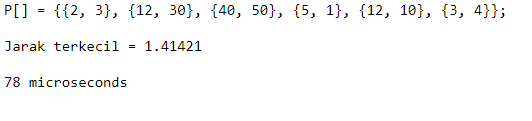 P[] = {{2, 3}, {12, 30}, {40, 50}, {5, 1}, {12, 10}, {3, 4}};
Jarak terkecil = 1.41421
78 microseconds